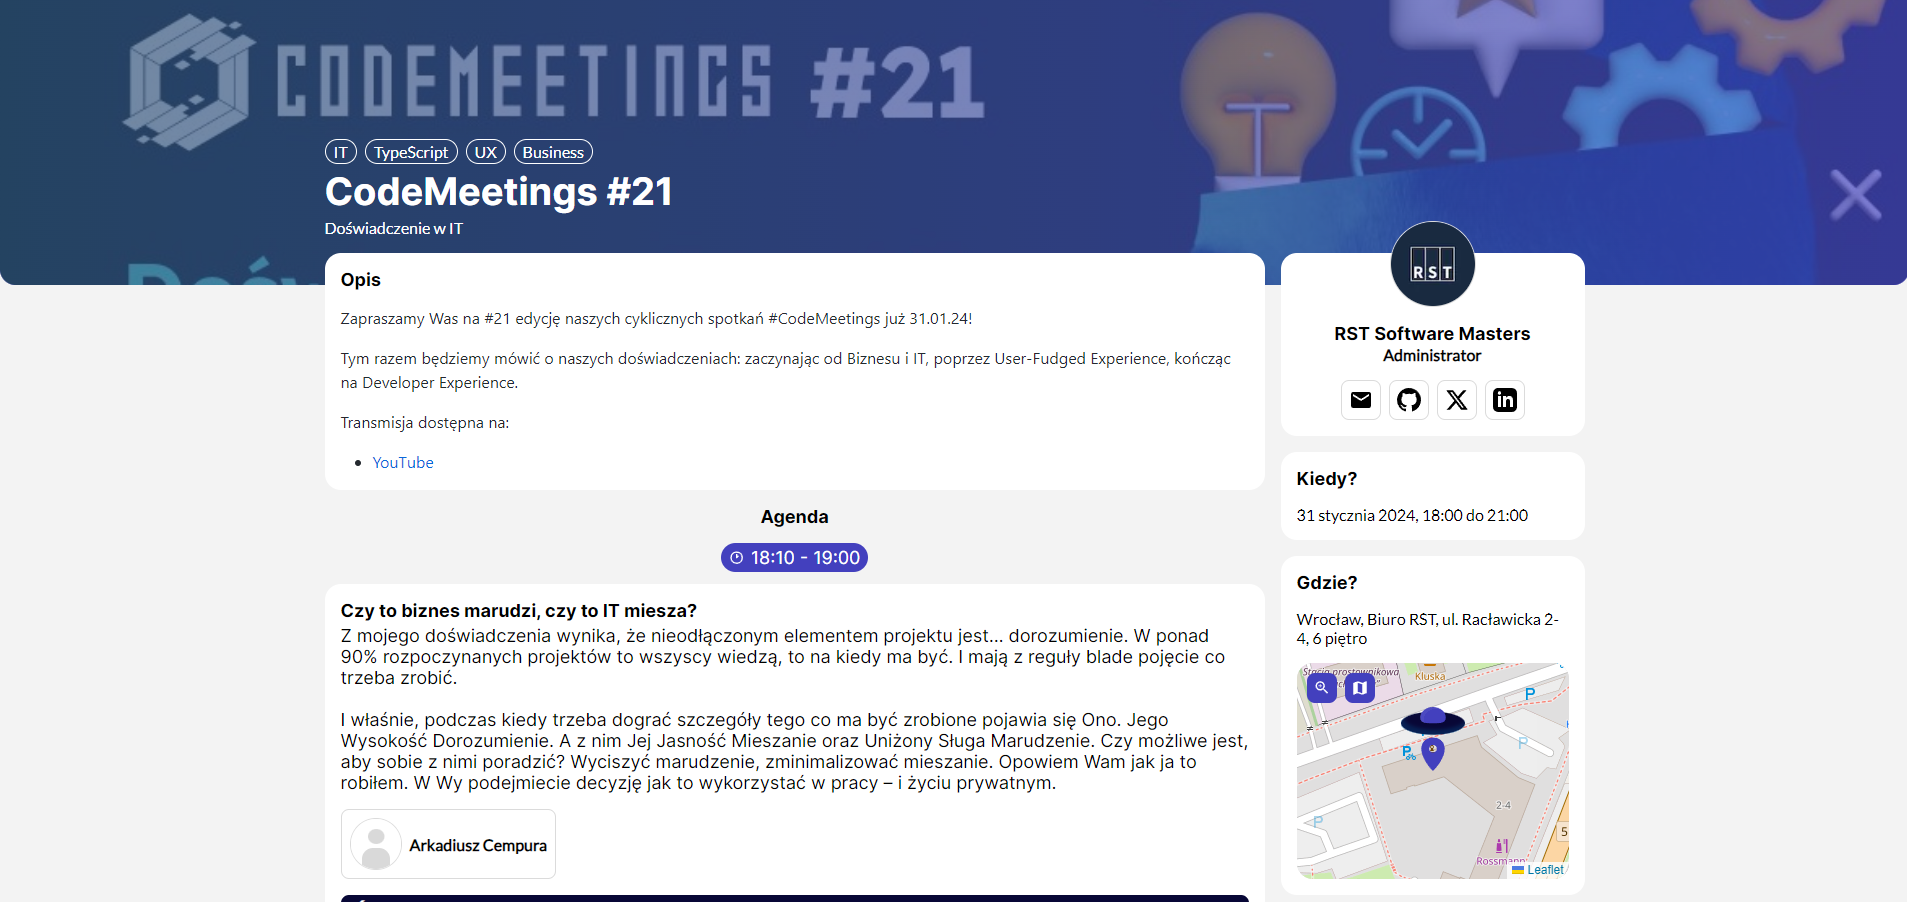 CODEMEETINGS #21
IT
TypeScript
UX
Business
CodeMeetings #21
Doświadczenie w IT
Opis
Zapraszamy Was na #21 edycję naszych cyklicznych spotkań #CodeMeetings już 31.01.24!
Tym razem będziemy mówić o naszych doświadczeniach: zaczynając od Biznesu i IT, poprzez User-Fudged Experience, kończąc
na Developer Experience.
Transmisja dostępna na:
YouTube
Agenda
18:10 - 19:00
Czy to biznes marudzi, czy to IT miesza?
Z mojego doświadczenia wynika, że nieodłączonym elementem projektu jest... dorozumienie. W ponad
90% rozpoczynanych projektów to wszyscy wiedzą, to na kiedy ma być. I mają z reguły blade pojęcie co
trzeba zrobić.
I właśnie, podczas kiedy trzeba dograć szczegóły tego co ma być zrobione pojawia się Ono. Jego
Wysokość Dorozumienie. A z nim Jej Jasność Mieszanie oraz Uniżony Sługa Marudzenie. Czy możliwe jest,
aby sobie z nimi poradzić? Wyciszyć marudzenie, zminimalizować mieszanie. Opowiem Wam jak ja to
robiłem. W Wy podejmiecie decyzję jak to wykorzystać w pracy – i życiu prywatnym.
Arkadiusz Cempura
RST
RST Software Masters
Administrator
Kiedy?
31 stycznia 2024, 18:00 do 21:00
Gdzie?
Wrocław, Biuro RST, ul. Racławicka 2-
4, 6 piętro
Stacja prostownikowa
Kluska
P
P
P
2-4
P
5
Rossmann
Leaflet